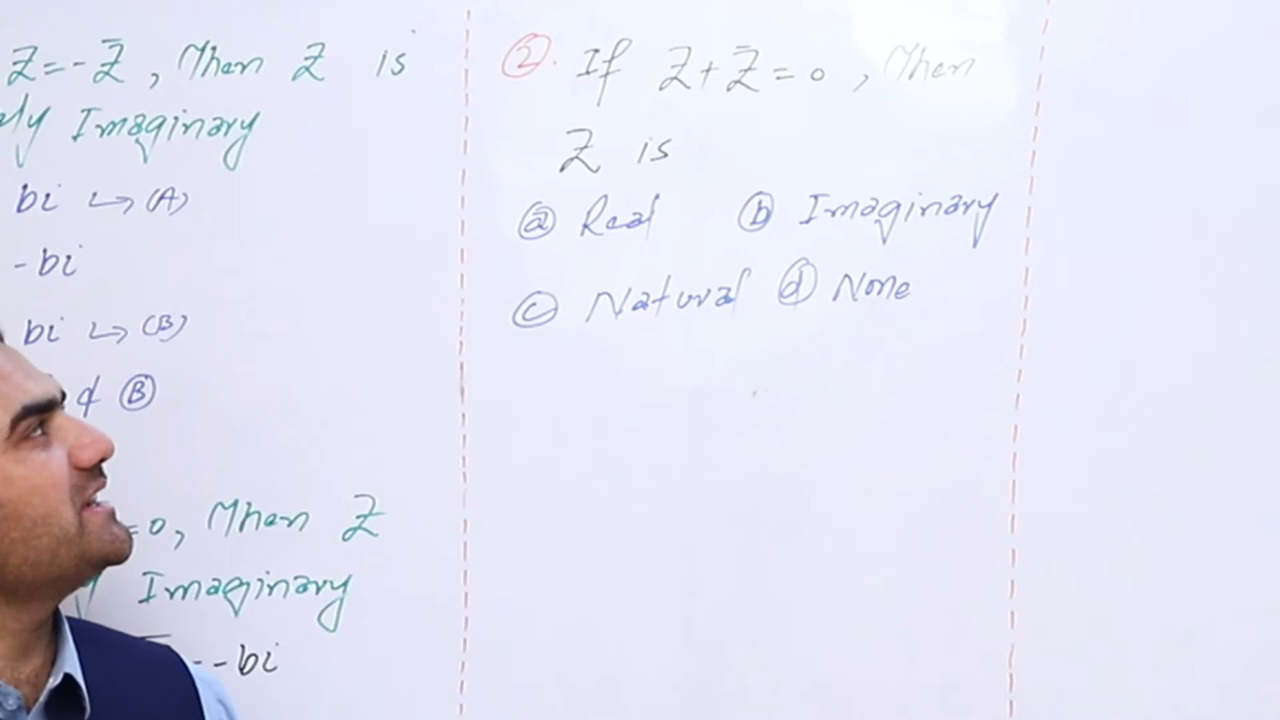 Z=-Z̄, Then Z is
ly Imaginary
bi ↳ (A)
-bi
bi ↳ (B)
& Ⓑ
=0, Then Z
y Imaginary
--bi
②. If Z+Z̄=0, Then
Z is
ⓐ Real ⓑ Imaginary
ⓒ Natural ⓓ None